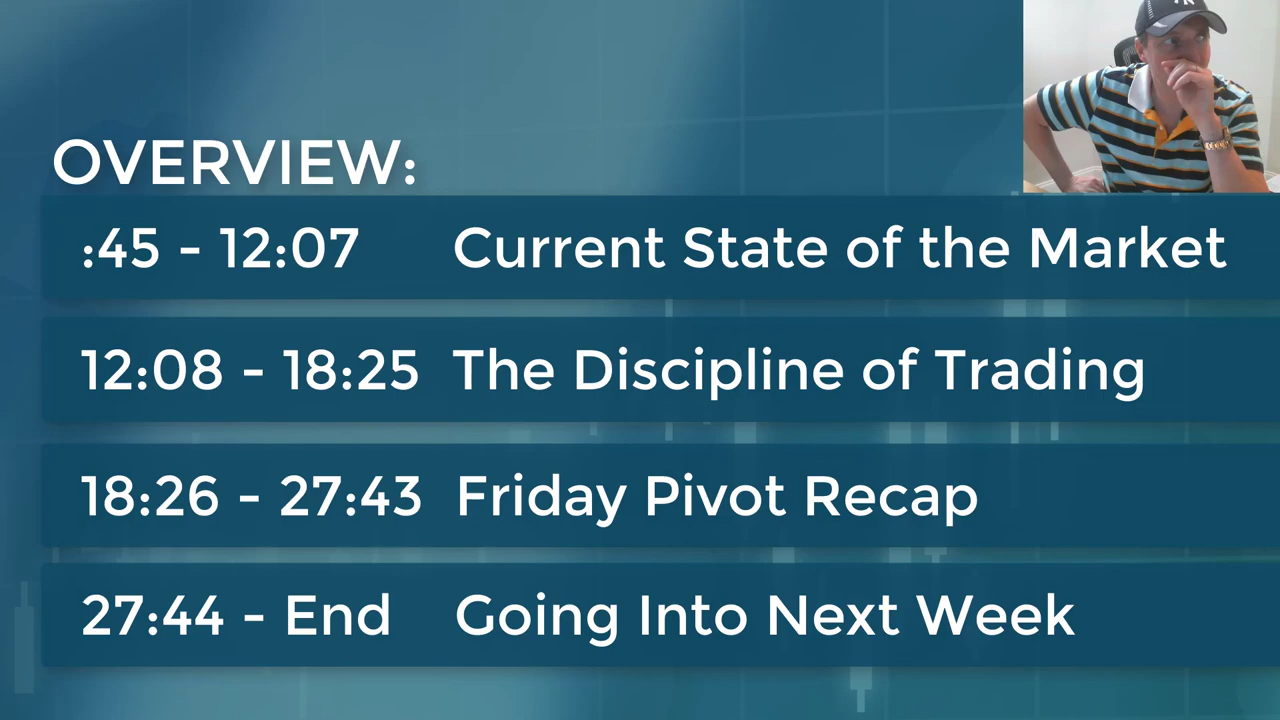 OVERVIEW:
:45 - 12:07 Current State of the Market
12:08 - 18:25 The Discipline of Trading
18:26 - 27:43 Friday Pivot Recap
27:44 - End Going Into Next Week